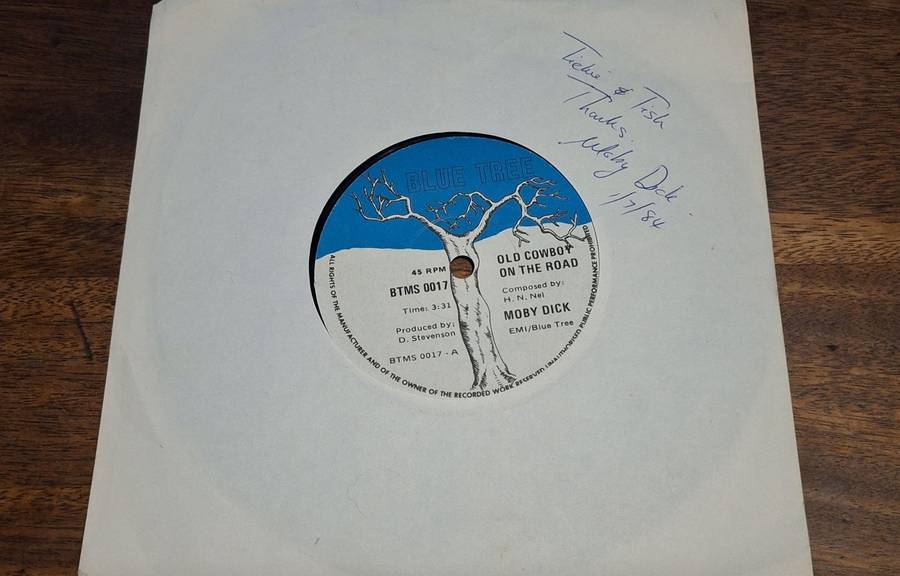 Tickie & Tish
Thanks.
Moby Dick.
1/7/84
BLUE TREE
45 RPM
BTMS 0017
Time: 3:31
Produced by:
D. Stevenson
BTMS 0017 - A
OLD COWBOY
ON THE ROAD
Composed by:
H. N. Nel
MOBY DICK
EMI/Blue Tree
ALL RIGHTS OF THE MANUFACTURER AND OF THE OWNER OF THE RECORDED WORK RESERVED UNAUTHORISED PUBLIC PERFORMANCE PROHIBITED